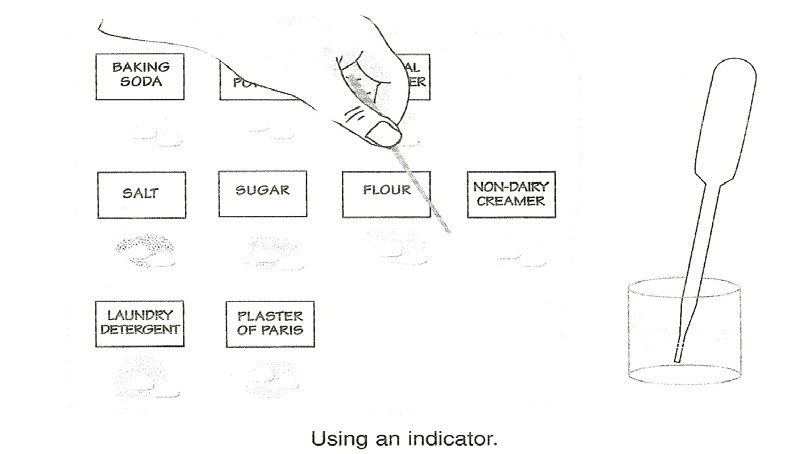 BAKING
SODA
SALT
SUGAR
FLOUR
NON-DAIRY
CREAMER
LAUNDRY
DETERGENT
PLASTER
OF PARIS
Using an indicator.